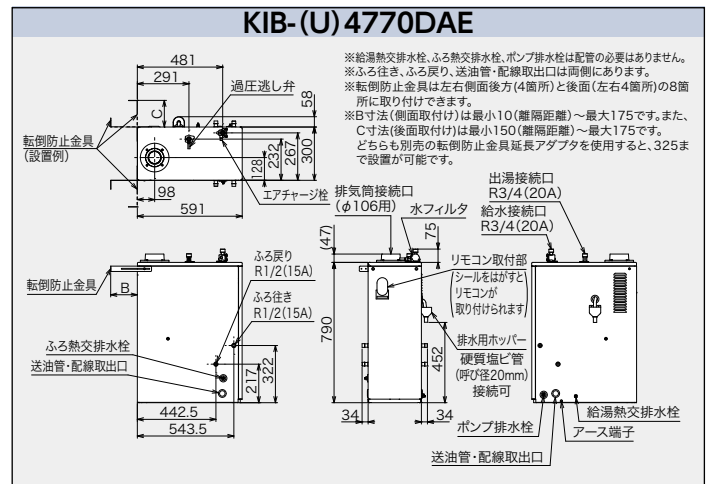 KIB-(U)4770DAE
※給湯熱交排水栓、ふろ熱交排水栓、ポンプ排水栓は配管の必要はありません。
※ふろ往き、ふろ戻り、送油管・配線取出口は両側にあります。
※転倒防止金具は左右側面後方(4箇所)と後面(左右4箇所)の8箇
所に取り付けできます。
※B寸法(側面取付け)は最小10(離隔距離)〜最大175です。また、
C寸法(後面取付け)は最小150(離隔距離)〜最大175です。
どちらも別売の転倒防止金具延長アダプタを使用すると、325ま
で設置が可能です。
481
291
過圧逃し弁
58
C
転倒防止金具
(設置例)
128
232
267
300
98
エアチャージ栓
591
排気筒接続口
(φ106用)
水フィルタ
出湯接続口
R3/4(20A)
給水接続口
R3/4(20A)
(47)
75
転倒防止金具
B
ふろ戻り
R1/2(15A)
ふろ往き
R1/2(15A)
リモコン取付部
(シールをはがすと
リモコンが
取り付けられます)
790
排水用ホッパー
硬質塩ビ管
(呼び径20mm)
接続可
452
ふろ熱交排水栓
送油管・配線取出口
217
322
442.5
543.5
34
34
ポンプ排水栓
給湯熱交排水栓
アース端子
送油管・配線取出口